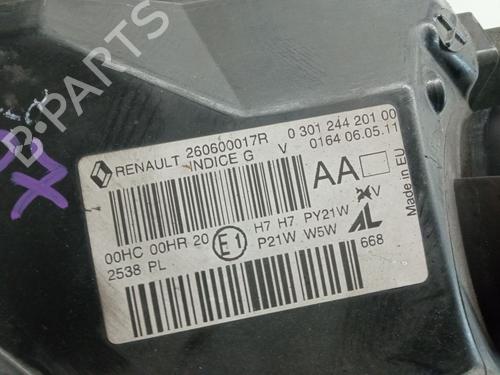 RENAULT 260600017R 0 301 244 201 00
INDICE G V 0164 06.05.11
AA
Made in EU
00HC 00HR 20 E1 H7 H7 PY21W XV
2538 PL P21W W5W AL
668
B-PARTS